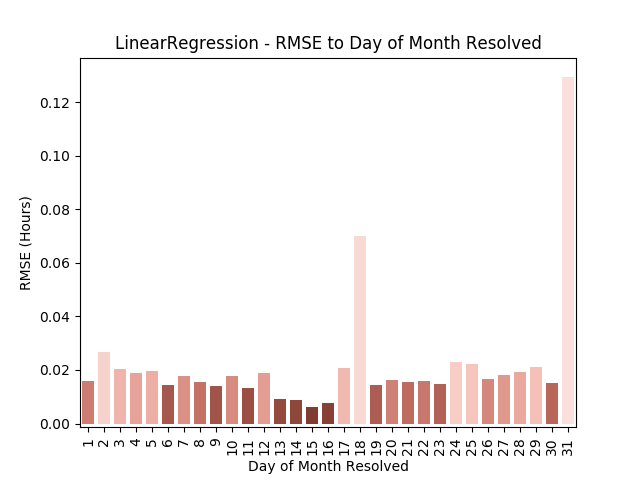 LinearRegression - RMSE to Day of Month Resolved
0.12
0.10
0.08
0.06
0.04
0.02
0.00
RMSE (Hours)
1 2 3 4 5 6 7 8 9 10 11 12 13 14 15 16 17 18 19 20 21 22 23 24 25 26 27 28 29 30 31
Day of Month Resolved